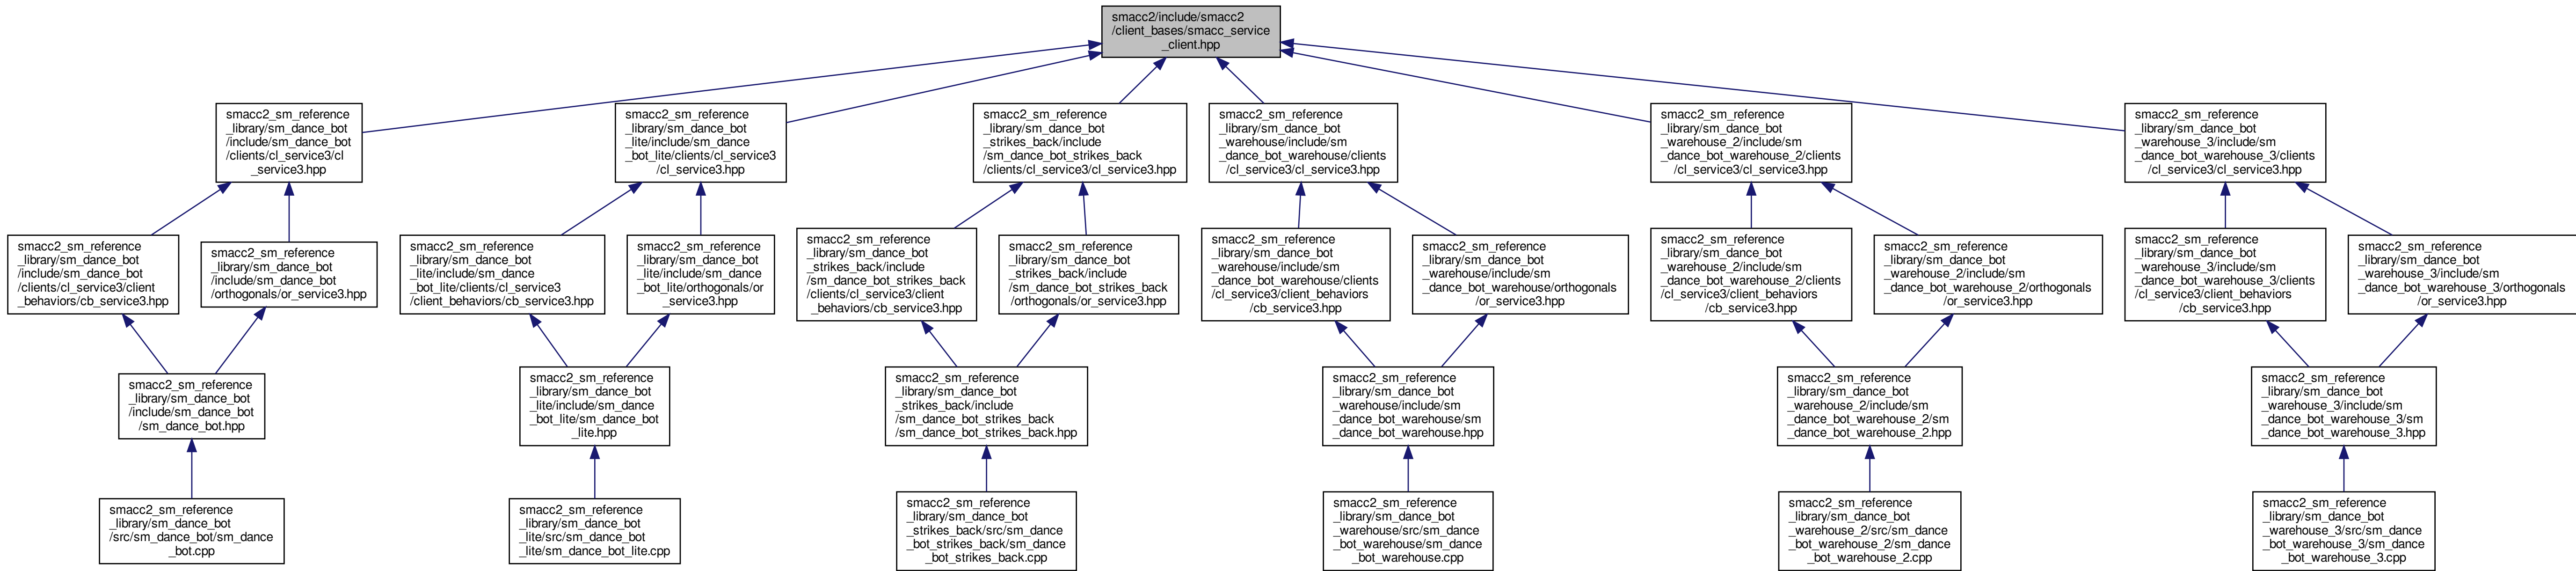 smacc2/include/smacc2
/client_bases/smacc_service
_client.hpp
smacc2_sm_reference
_library/sm_dance_bot
/include/sm_dance_bot
/clients/cl_service3/cl
_service3.hpp
smacc2_sm_reference
_library/sm_dance_bot
_lite/include/sm_dance
_bot_lite/clients/cl_service3
/cl_service3.hpp
smacc2_sm_reference
_library/sm_dance_bot
_strikes_back/include
/sm_dance_bot_strikes_back
/clients/cl_service3/cl_service3.hpp
smacc2_sm_reference
_library/sm_dance_bot
_warehouse/include/sm
_dance_bot_warehouse/clients
/cl_service3/cl_service3.hpp
smacc2_sm_reference
_library/sm_dance_bot
_warehouse_2/include/sm
_dance_bot_warehouse_2/clients
/cl_service3/cl_service3.hpp
smacc2_sm_reference
_library/sm_dance_bot
_warehouse_3/include/sm
_dance_bot_warehouse_3/clients
/cl_service3/cl_service3.hpp
smacc2_sm_reference
_library/sm_dance_bot
/include/sm_dance_bot
/clients/cl_service3/client
_behaviors/cb_service3.hpp
smacc2_sm_reference
_library/sm_dance_bot
/include/sm_dance_bot
/orthogonals/or_service3.hpp
smacc2_sm_reference
_library/sm_dance_bot
_lite/include/sm_dance
_bot_lite/clients/cl_service3
/client_behaviors/cb_service3.hpp
smacc2_sm_reference
_library/sm_dance_bot
_lite/include/sm_dance
_bot_lite/orthogonals/or
_service3.hpp
smacc2_sm_reference
_library/sm_dance_bot
_strikes_back/include
/sm_dance_bot_strikes_back
/clients/cl_service3/client
_behaviors/cb_service3.hpp
smacc2_sm_reference
_library/sm_dance_bot
_strikes_back/include
/sm_dance_bot_strikes_back
/orthogonals/or_service3.hpp
smacc2_sm_reference
_library/sm_dance_bot
_warehouse/include/sm
_dance_bot_warehouse/clients
/cl_service3/client_behaviors
/cb_service3.hpp
smacc2_sm_reference
_library/sm_dance_bot
_warehouse/include/sm
_dance_bot_warehouse/orthogonals
/or_service3.hpp
smacc2_sm_reference
_library/sm_dance_bot
_warehouse_2/include/sm
_dance_bot_warehouse_2/clients
/cl_service3/client_behaviors
/cb_service3.hpp
smacc2_sm_reference
_library/sm_dance_bot
_warehouse_2/include/sm
_dance_bot_warehouse_2/orthogonals
/or_service3.hpp
smacc2_sm_reference
_library/sm_dance_bot
_warehouse_3/include/sm
_dance_bot_warehouse_3/clients
/cl_service3/client_behaviors
/cb_service3.hpp
smacc2_sm_reference
_library/sm_dance_bot
_warehouse_3/include/sm
_dance_bot_warehouse_3/orthogonals
/or_service3.hpp
smacc2_sm_reference
_library/sm_dance_bot
/include/sm_dance_bot
/sm_dance_bot.hpp
smacc2_sm_reference
_library/sm_dance_bot
_lite/include/sm_dance
_bot_lite/sm_dance_bot
_lite.hpp
smacc2_sm_reference
_library/sm_dance_bot
_strikes_back/include
/sm_dance_bot_strikes_back
/sm_dance_bot_strikes_back.hpp
smacc2_sm_reference
_library/sm_dance_bot
_warehouse/include/sm
_dance_bot_warehouse/sm
_dance_bot_warehouse.hpp
smacc2_sm_reference
_library/sm_dance_bot
_warehouse_2/include/sm
_dance_bot_warehouse_2/sm
_dance_bot_warehouse_2.hpp
smacc2_sm_reference
_library/sm_dance_bot
_warehouse_3/include/sm
_dance_bot_warehouse_3/sm
_dance_bot_warehouse_3.hpp
smacc2_sm_reference
_library/sm_dance_bot
/src/sm_dance_bot/sm_dance
_bot.cpp
smacc2_sm_reference
_library/sm_dance_bot
_lite/src/sm_dance_bot
_lite/sm_dance_bot_lite.cpp
smacc2_sm_reference
_library/sm_dance_bot
_strikes_back/src/sm_dance
_bot_strikes_back/sm_dance
_bot_strikes_back.cpp
smacc2_sm_reference
_library/sm_dance_bot
_warehouse/src/sm_dance
_bot_warehouse/sm_dance
_bot_warehouse.cpp
smacc2_sm_reference
_library/sm_dance_bot
_warehouse_2/src/sm_dance
_bot_warehouse_2/sm_dance
_bot_warehouse_2.cpp
smacc2_sm_reference
_library/sm_dance_bot
_warehouse_3/src/sm_dance
_bot_warehouse_3/sm_dance
_bot_warehouse_3.cpp